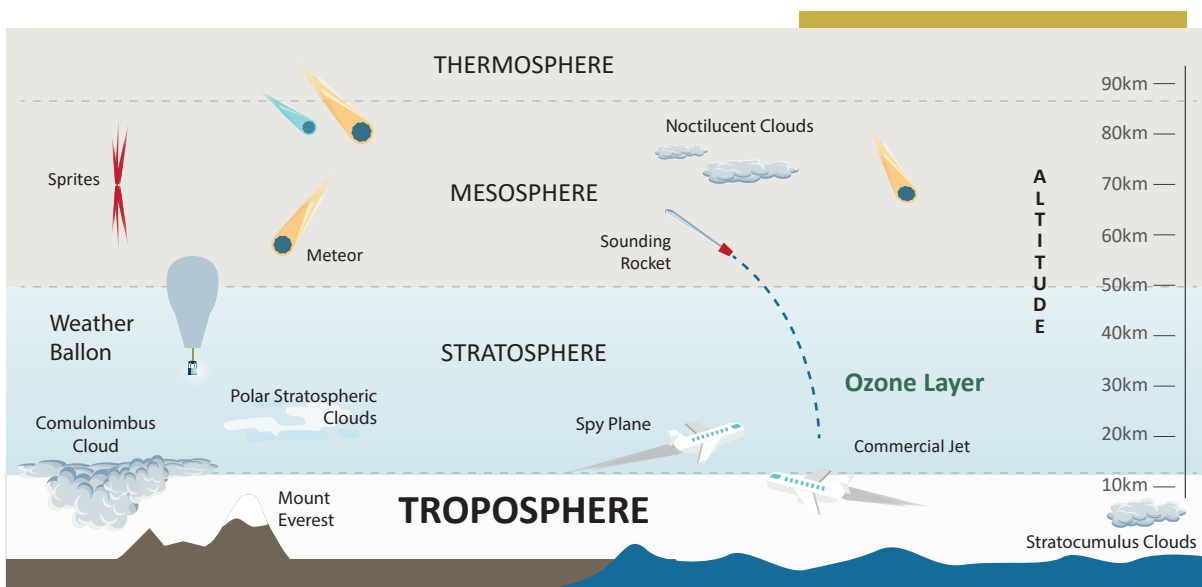 THERMOSPHERE
90km
Noctilucent Clouds
80km
Sprites
MESOSPHERE
70km
ALTITUDE
Sounding
Rocket
60km
Meteor
50km
Weather
Ballon
STRATOSPHERE
40km
Ozone Layer
30km
Polar Stratospheric
Clouds
Comulonimbus
Cloud
Spy Plane
Commercial Jet
20km
10km
Mount
Everest
TROPOSPHERE
Stratocumulus Clouds